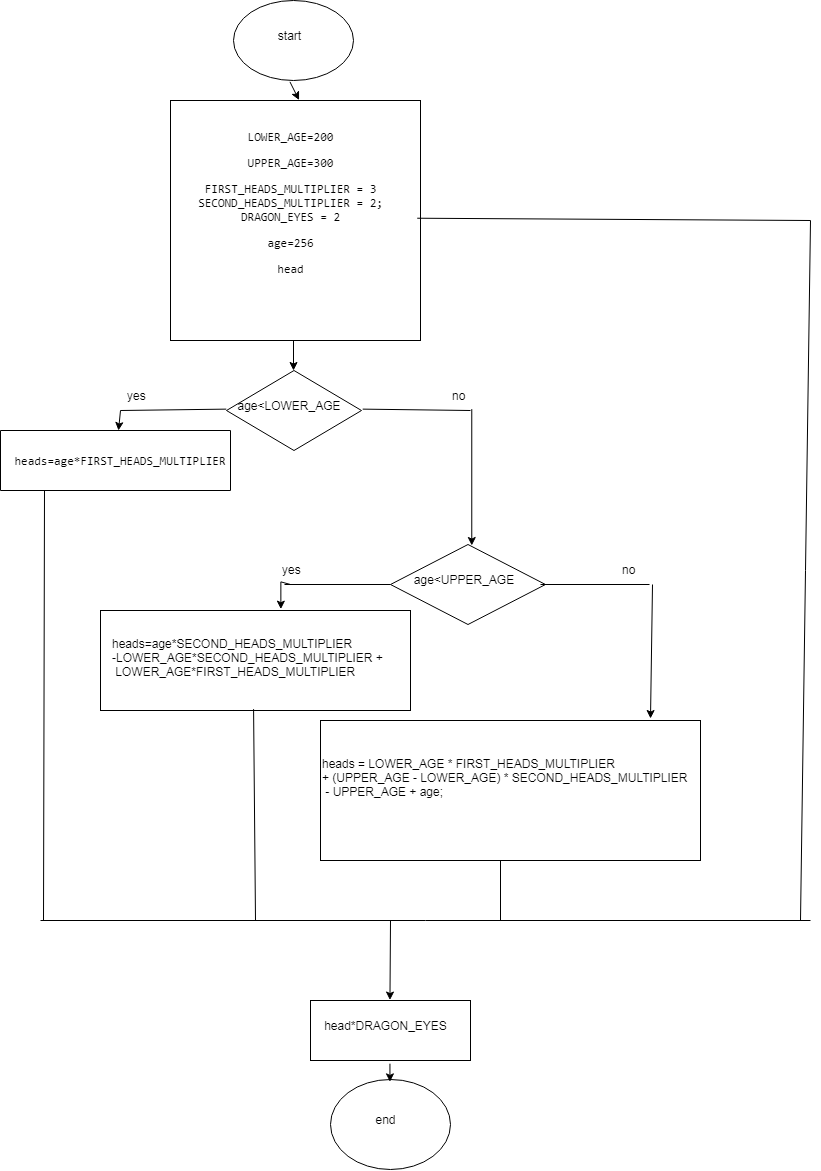 start
LOWER_AGE=200
UPPER_AGE=300
FIRST_HEADS_MULTIPLIER = 3
SECOND_HEADS_MULTIPLIER = 2;
DRAGON_EYES = 2
age=256
head
yes
age<LOWER_AGE
no
heads=age*FIRST_HEADS_MULTIPLIER
yes
age<UPPER_AGE
no
heads=age*SECOND_HEADS_MULTIPLIER
-LOWER_AGE*SECOND_HEADS_MULTIPLIER +
LOWER_AGE*FIRST_HEADS_MULTIPLIER
heads = LOWER_AGE * FIRST_HEADS_MULTIPLIER
+ (UPPER_AGE - LOWER_AGE) * SECOND_HEADS_MULTIPLIER
- UPPER_AGE + age;
head*DRAGON_EYES
end